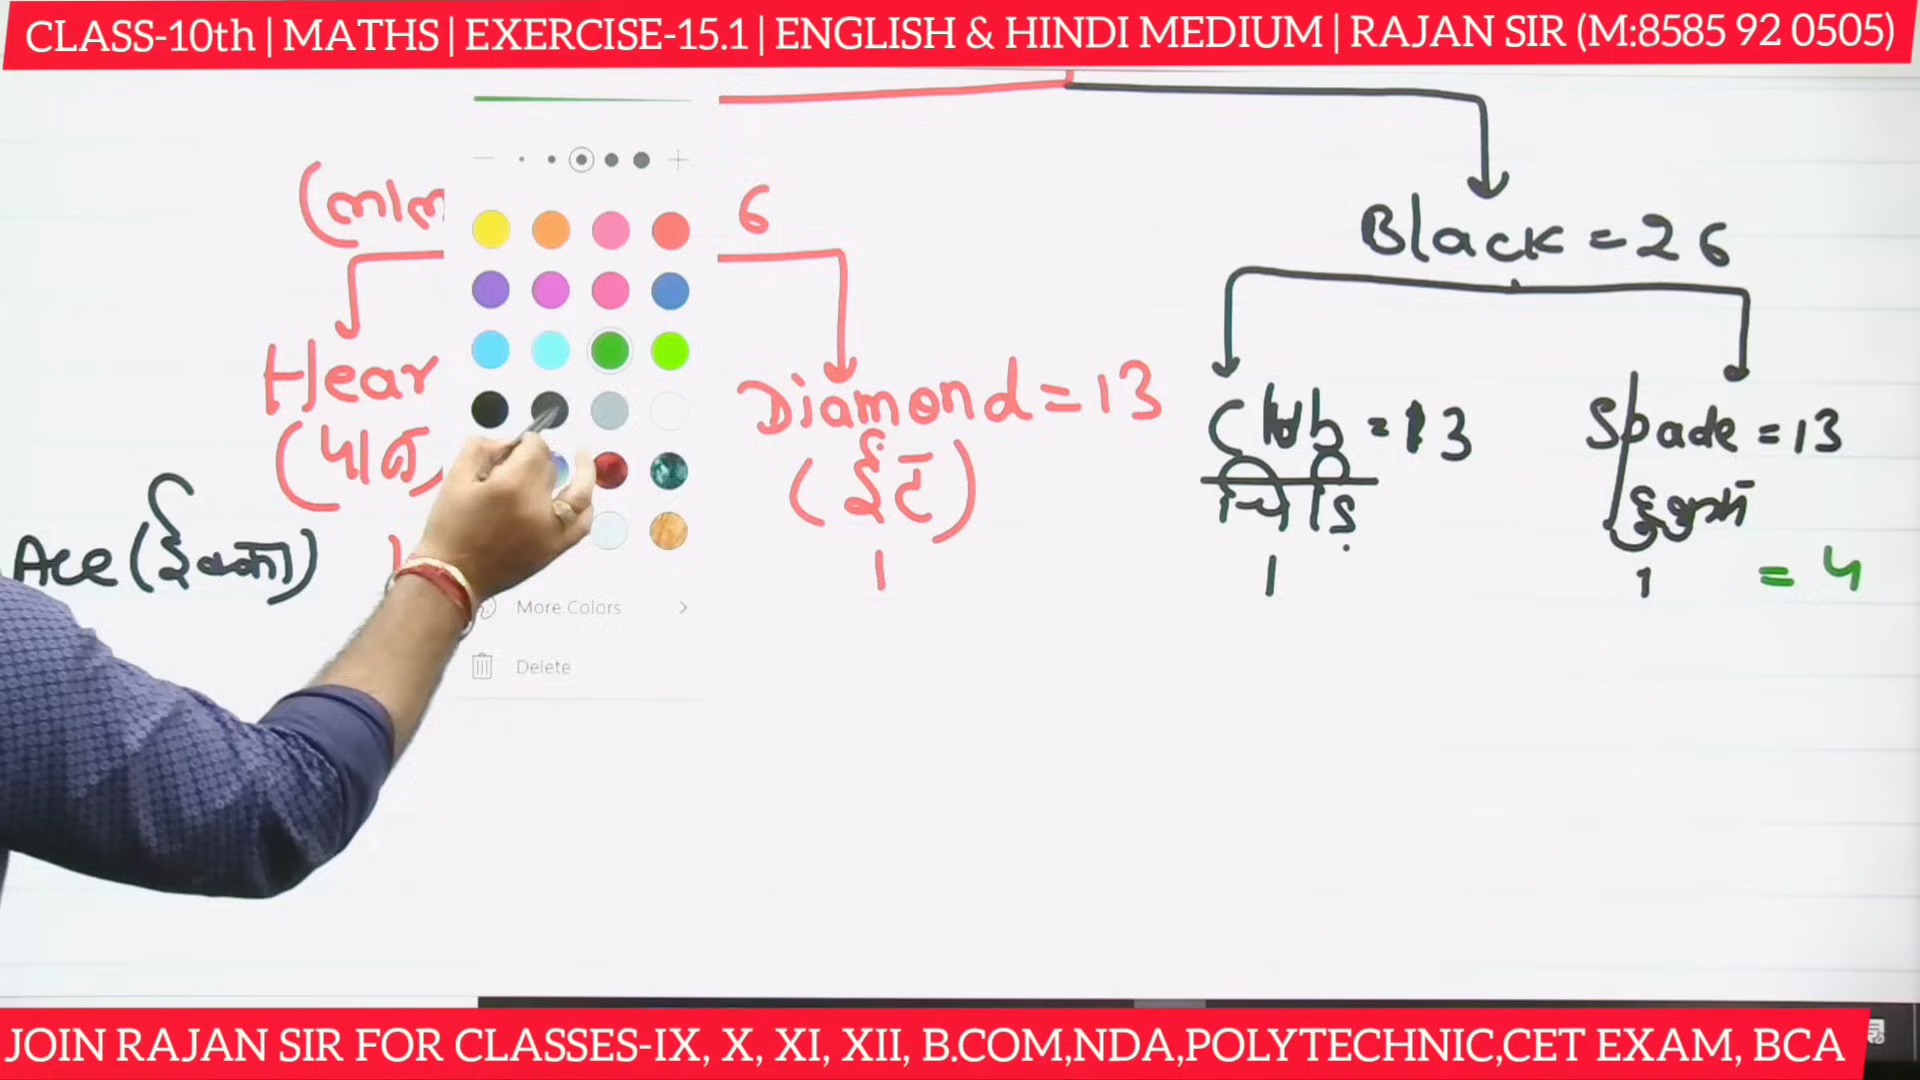 CLASS-10th | MATHS | EXERCISE-15.1 | ENGLISH & HINDI MEDIUM | RAJAN SIR (M:8585 92 0505)
6
Black = 26
Hear
Diamond = 13
Club = 13
Spade = 13
(ईंट)
Ace (इक्का)
1
1
1
= 4
More Colors
Delete
JOIN RAJAN SIR FOR CLASSES-IX, X, XI, XII, B.COM,NDA,POLYTECHNIC,CET EXAM, BCA